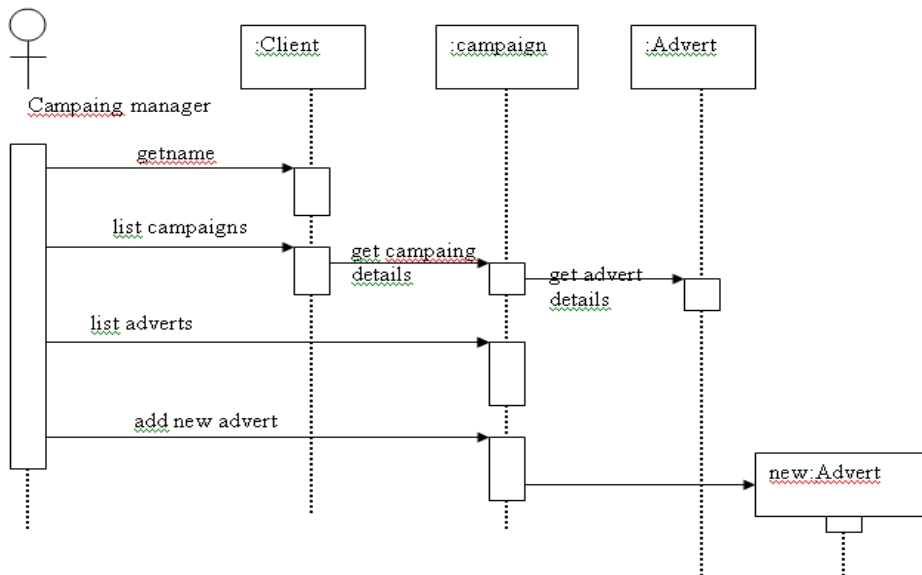 :Client
:campaign
:Advert
Campaing manager
getname
list campaigns
get campaing
details
get advert
details
list adverts
add new advert
new:Advert